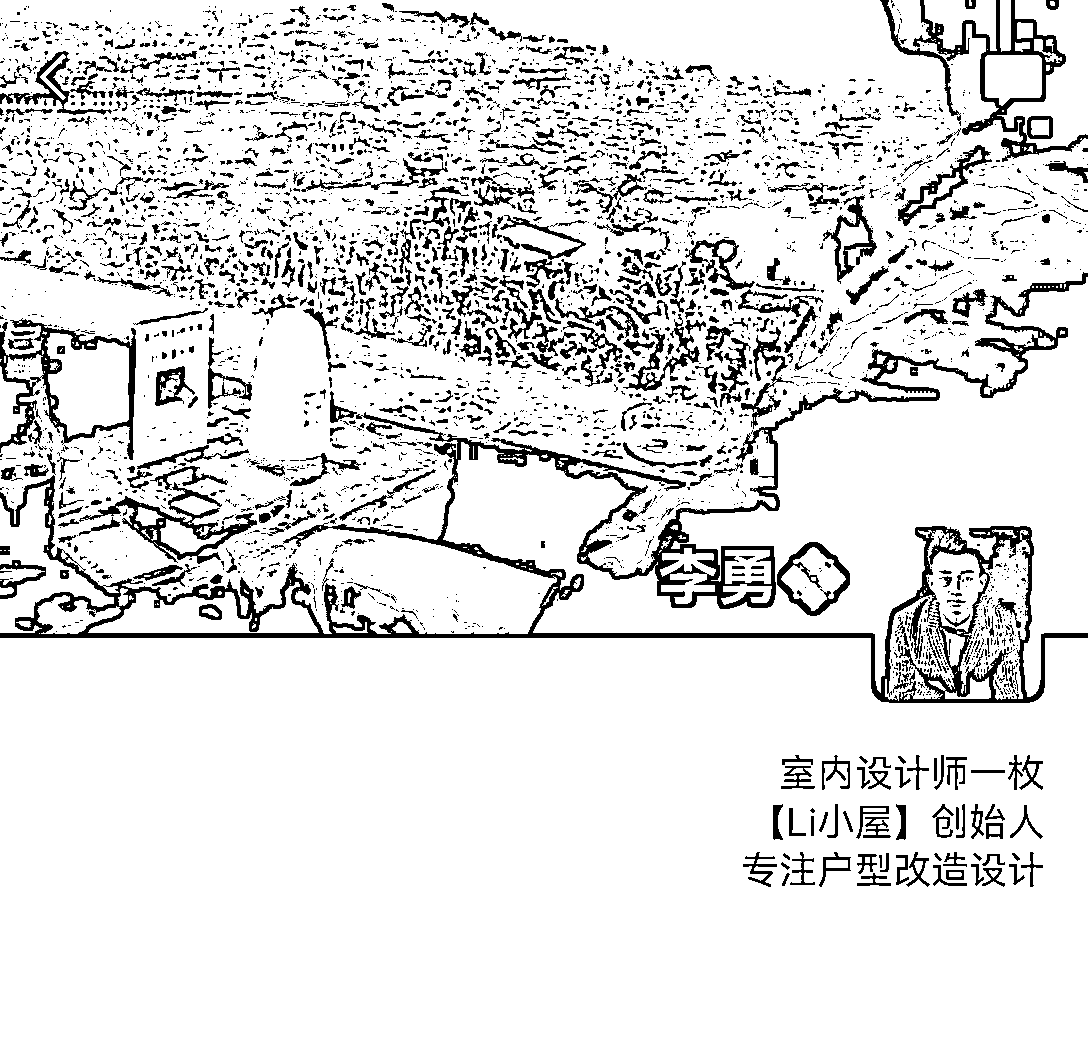 李勇
室内设计师一枚
【Li小屋】创始人
专注户型改造设计